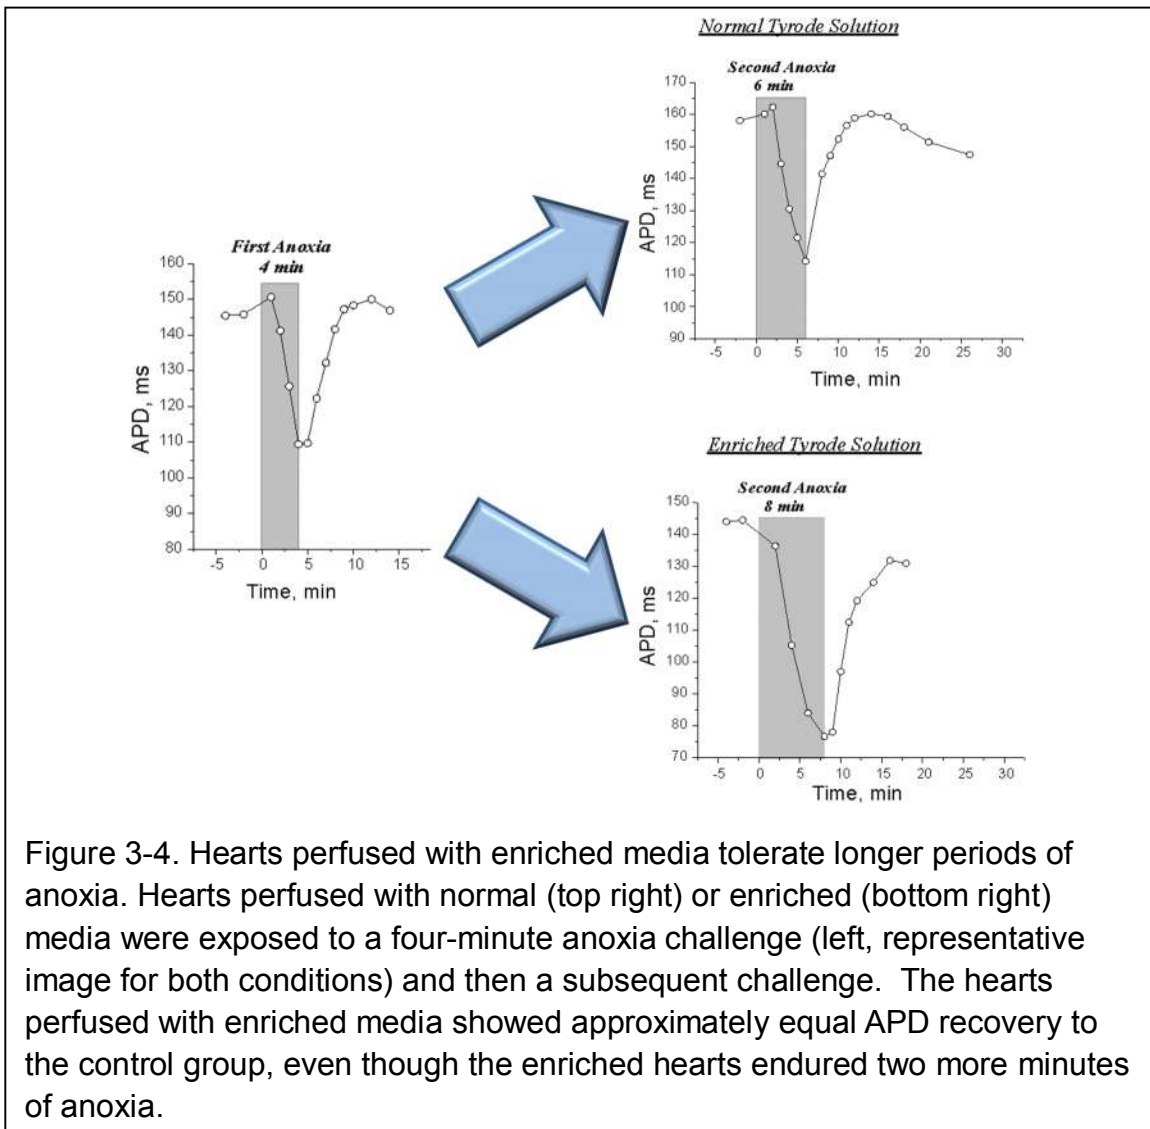 Normal Tyrode Solution
Second Anoxia
6 min
170
160
150
140
130
120
110
100
90
APD, ms
-5 0 5 10 15 20 25 30
Time, min
First Anoxia
4 min
160
150
140
130
120
110
100
90
80
APD, ms
-5 0 5 10 15
Time, min
Enriched Tyrode Solution
Second Anoxia
8 min
150
140
130
120
110
100
90
80
70
APD, ms
-5 0 5 10 15 20 25 30
Time, min
Figure 3-4. Hearts perfused with enriched media tolerate longer periods of
anoxia. Hearts perfused with normal (top right) or enriched (bottom right)
media were exposed to a four-minute anoxia challenge (left, representative
image for both conditions) and then a subsequent challenge.  The hearts
perfused with enriched media showed approximately equal APD recovery to
the control group, even though the enriched hearts endured two more minutes
of anoxia.